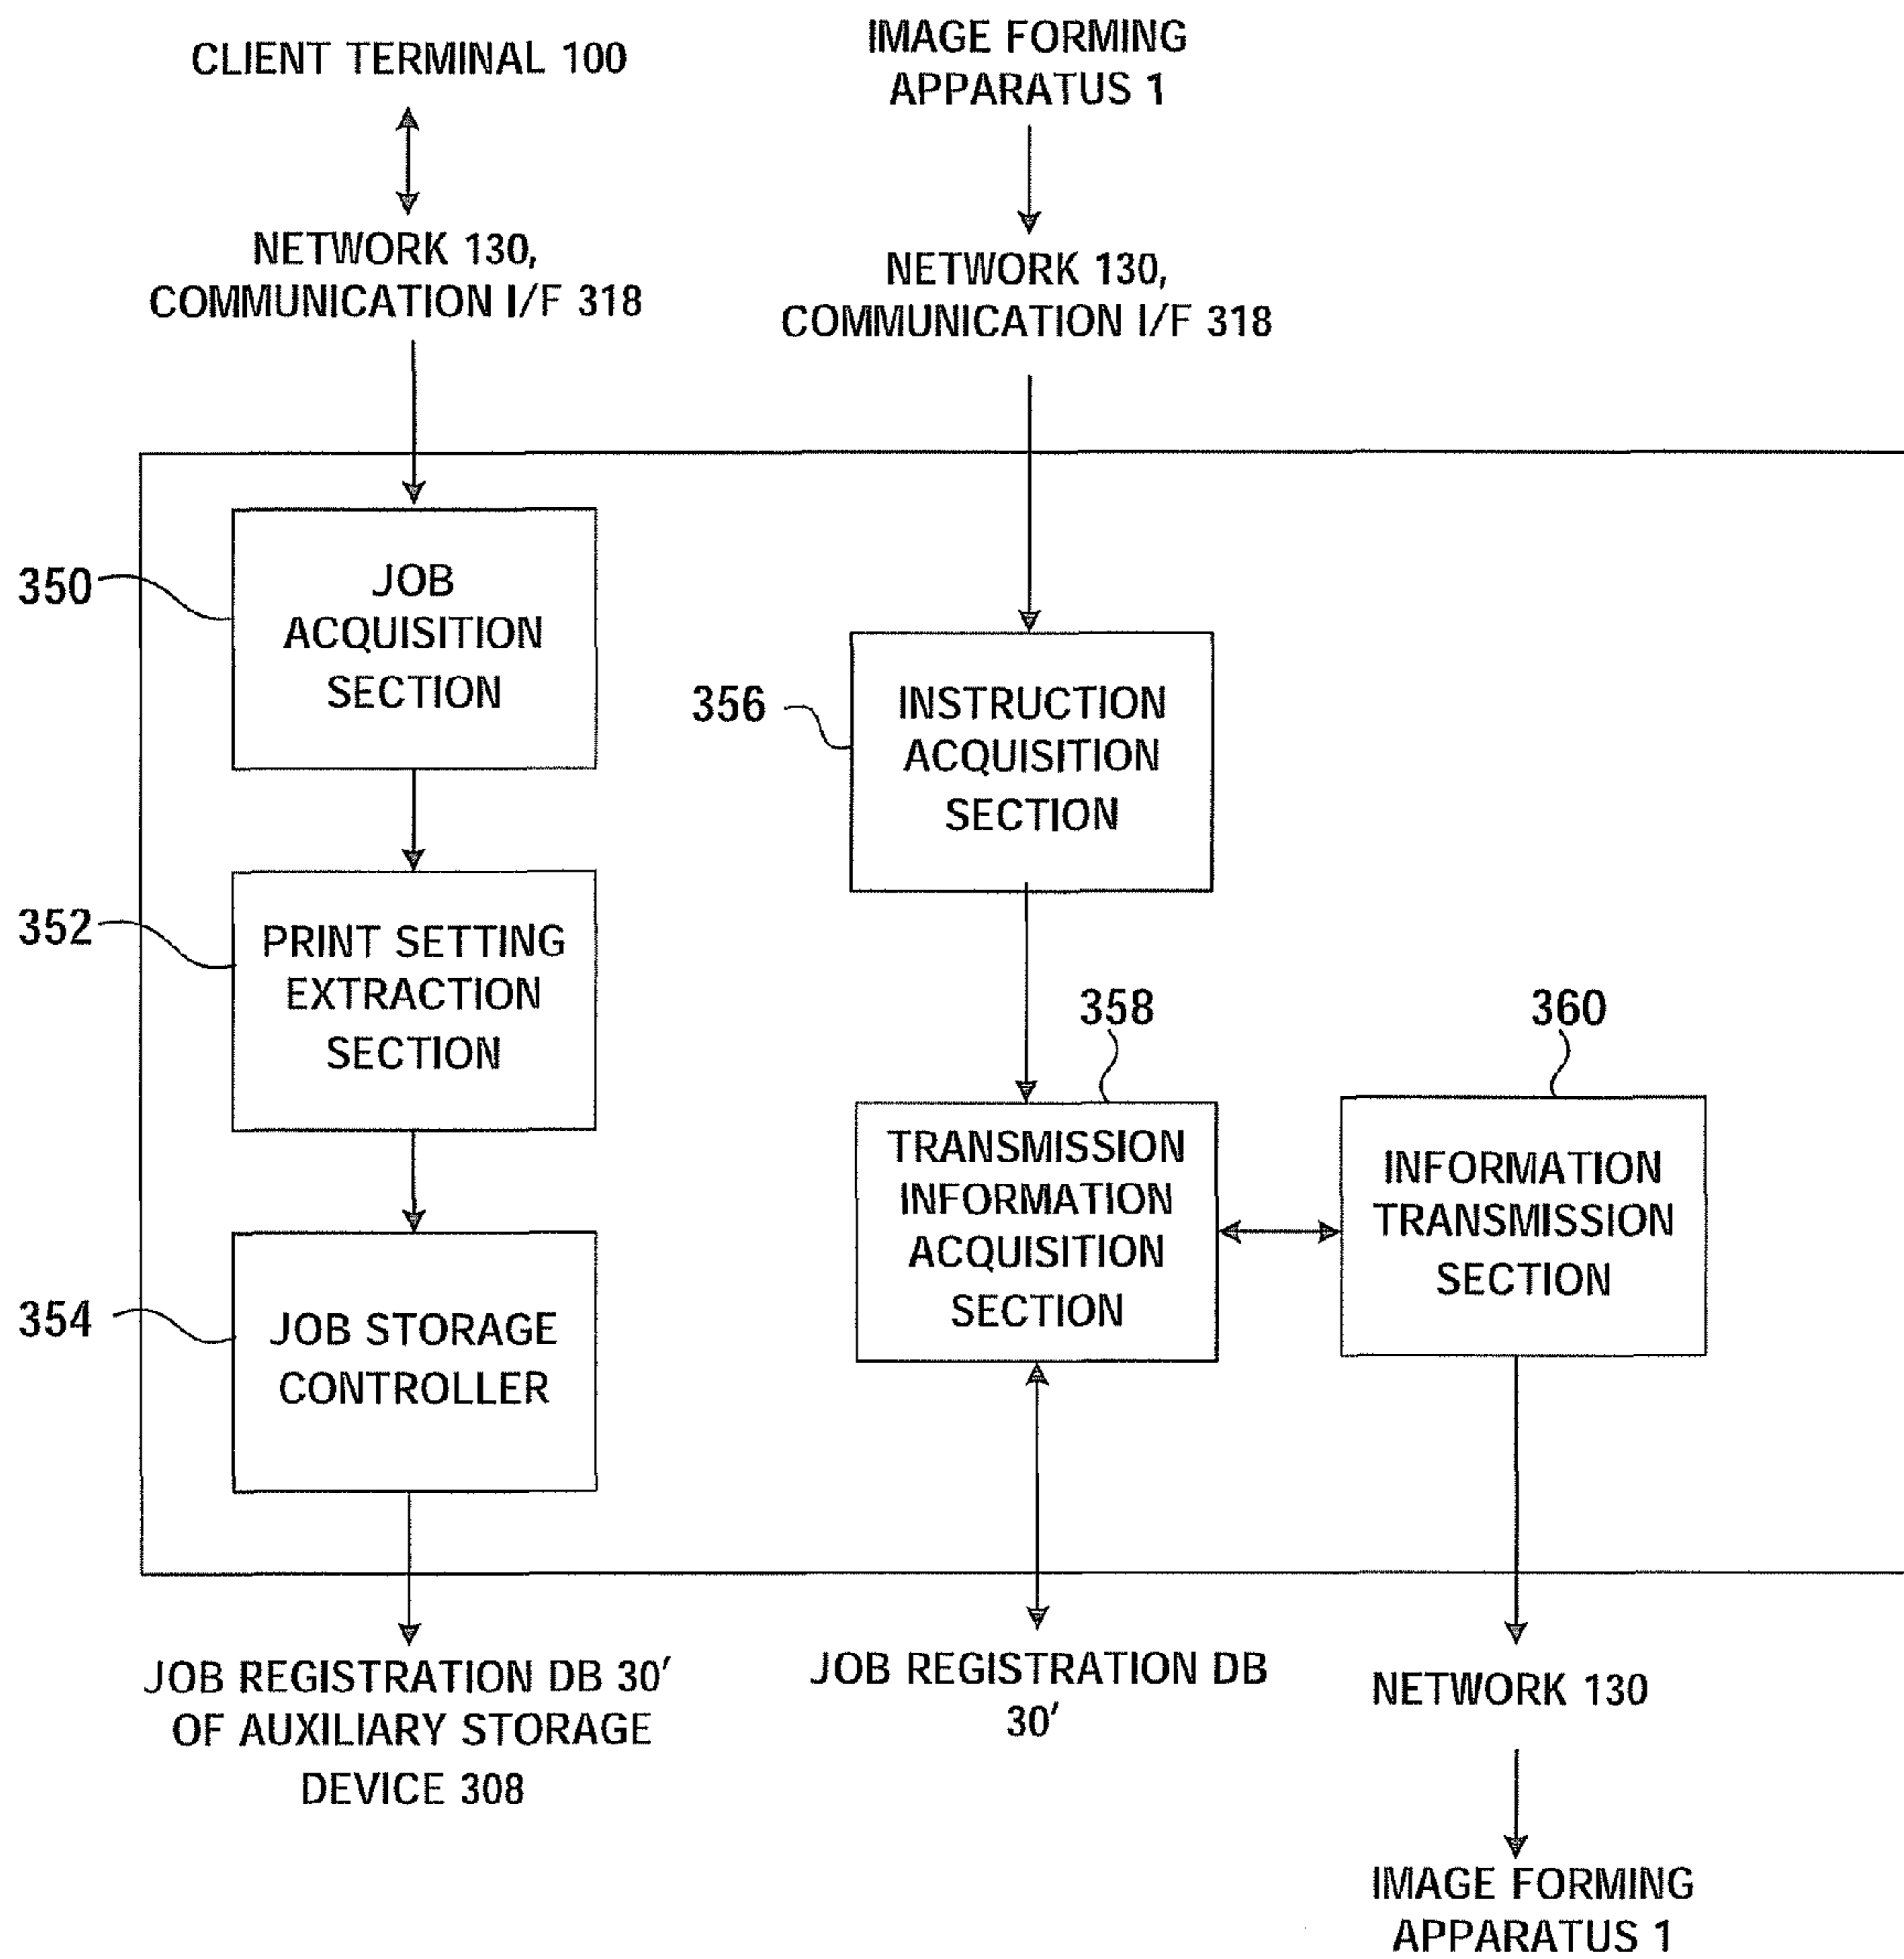 CLIENT TERMINAL 100
NETWORK 130,
COMMUNICATION I/F 318
IMAGE FORMING
APPARATUS 1
NETWORK 130,
COMMUNICATION I/F 318
350
JOB
ACQUISITION
SECTION
352
PRINT SETTING
EXTRACTION
SECTION
354
JOB STORAGE
CONTROLLER
356
INSTRUCTION
ACQUISITION
SECTION
358
TRANSMISSION
INFORMATION
ACQUISITION
SECTION
360
INFORMATION
TRANSMISSION
SECTION
JOB REGISTRATION DB 30′
OF AUXILIARY STORAGE
DEVICE 308
JOB REGISTRATION DB
30′
NETWORK 130
IMAGE FORMING
APPARATUS 1